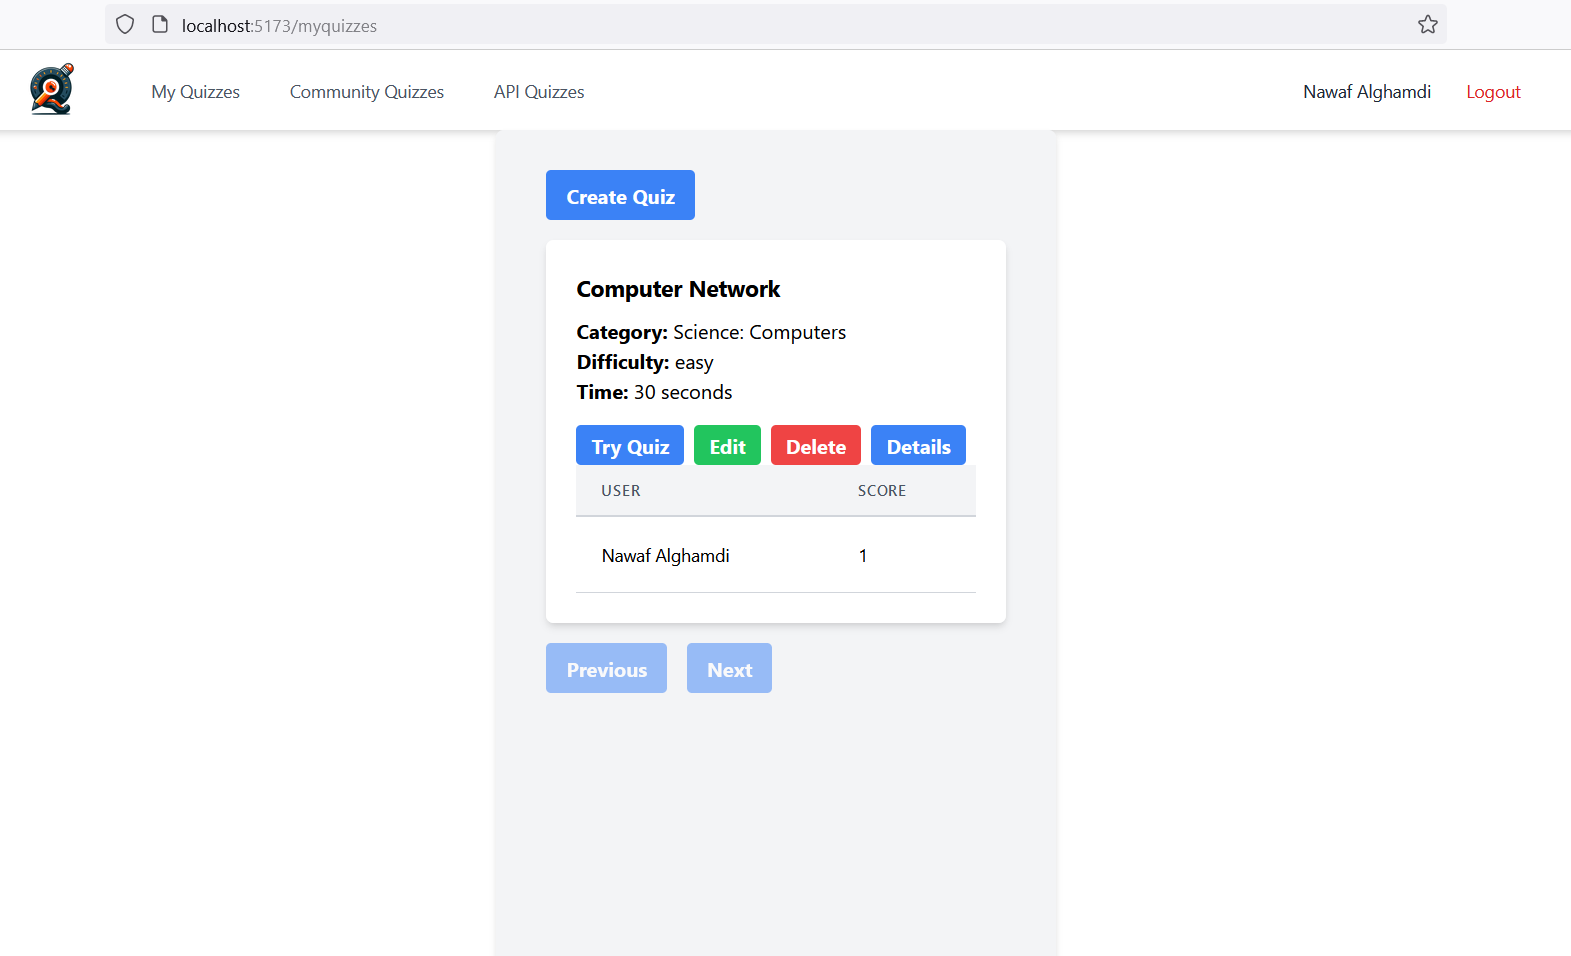 localhost:5173/myquizzes
My Quizzes Community Quizzes API Quizzes Nawaf Alghamdi Logout
Create Quiz
Computer Network
Category: Science: Computers
Difficulty: easy
Time: 30 seconds
Try Quiz Edit Delete Details
USER SCORE
Nawaf Alghamdi 1
Previous Next